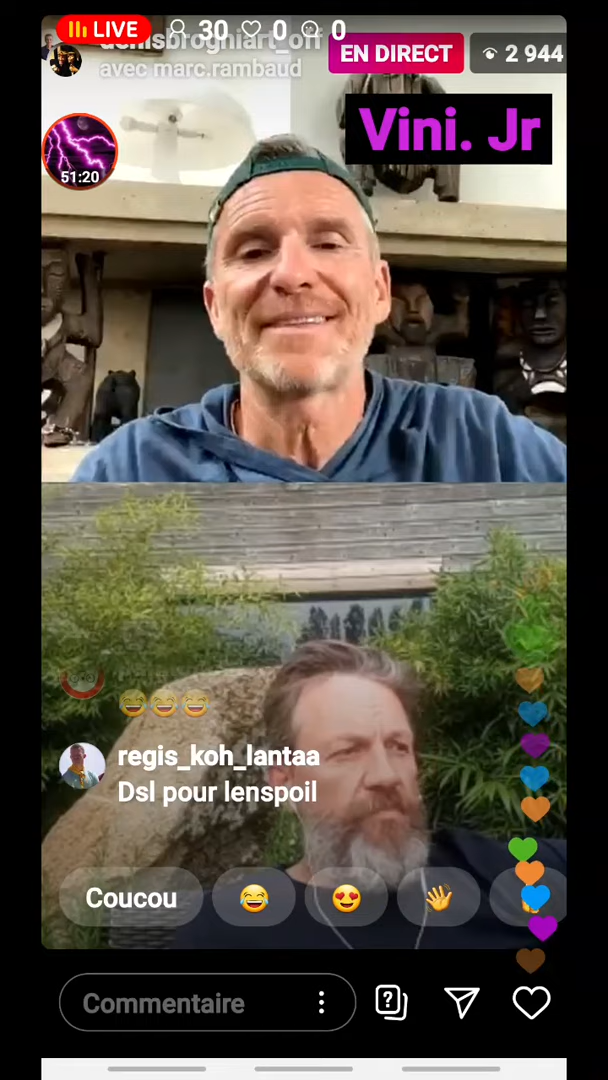 LIVE 30 0 0
denisbrogniart_off
avec marc.rambaud
EN DIRECT 2 944
Vini. Jr
51:20
regis_koh_lantaa
Dsl pour lenspoil
Coucou
Commentaire